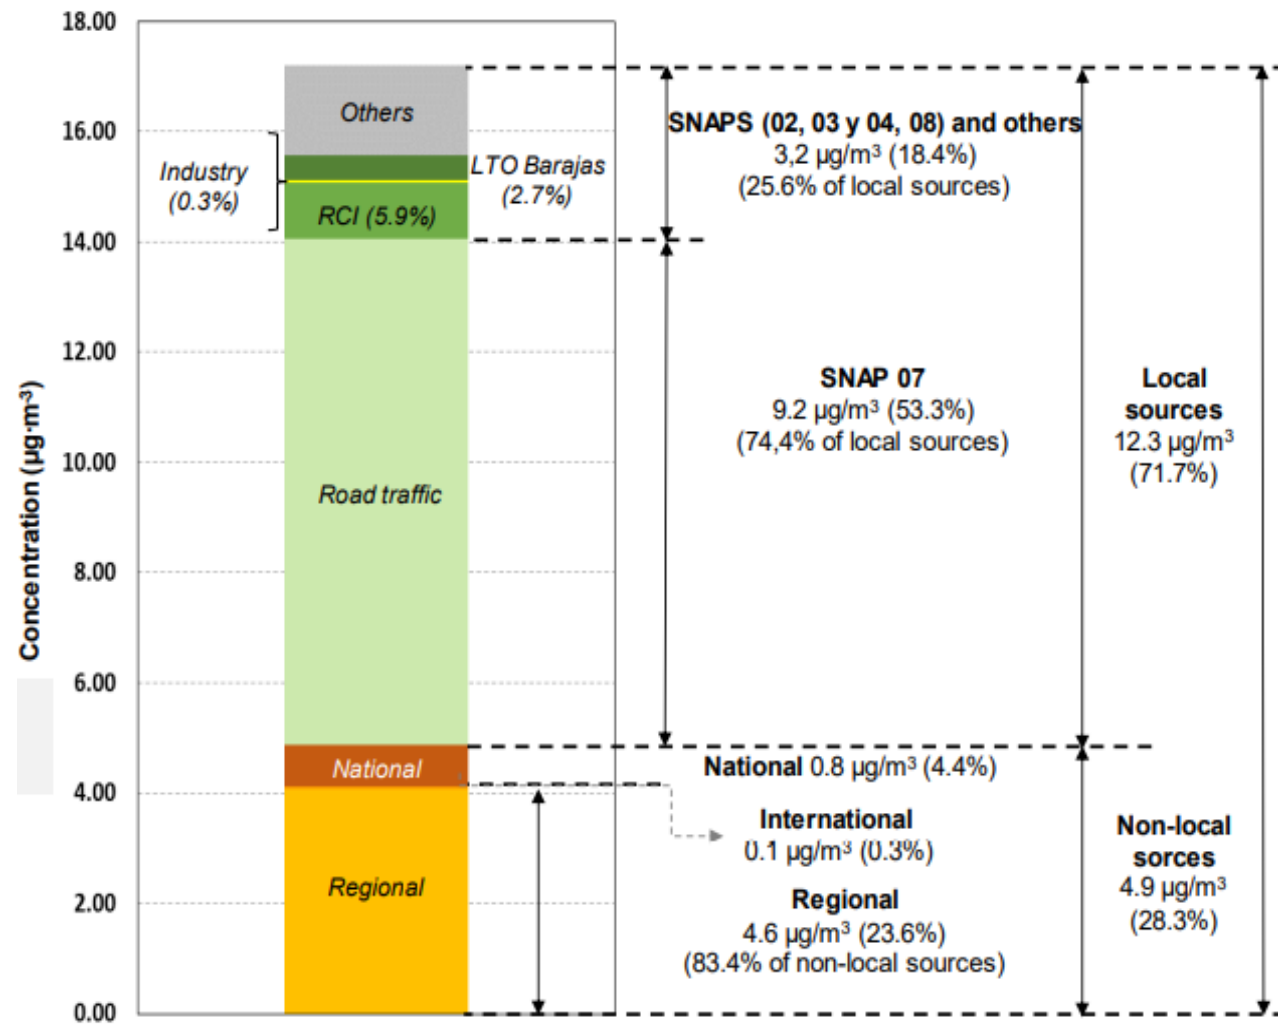 Concentration (µg·m-³)
18.00
16.00
14.00
12.00
10.00
8.00
6.00
4.00
2.00
0.00
Others
Industry
(0.3%)
LTO Barajas
(2.7%)
RCI (5.9%)
Road traffic
National
Regional
SNAPS (02, 03 y 04, 08) and others
3,2 µg/m³ (18.4%)
(25.6% of local sources)
SNAP 07
9.2 µg/m³ (53.3%)
(74,4% of local sources)
Local
sources
12.3 µg/m³
(71.7%)
National 0.8 µg/m³ (4.4%)
International
0.1 µg/m³ (0.3%)
Regional
4.6 µg/m³ (23.6%)
(83.4% of non-local sources)
Non-local
sorces
4.9 µg/m³
(28.3%)